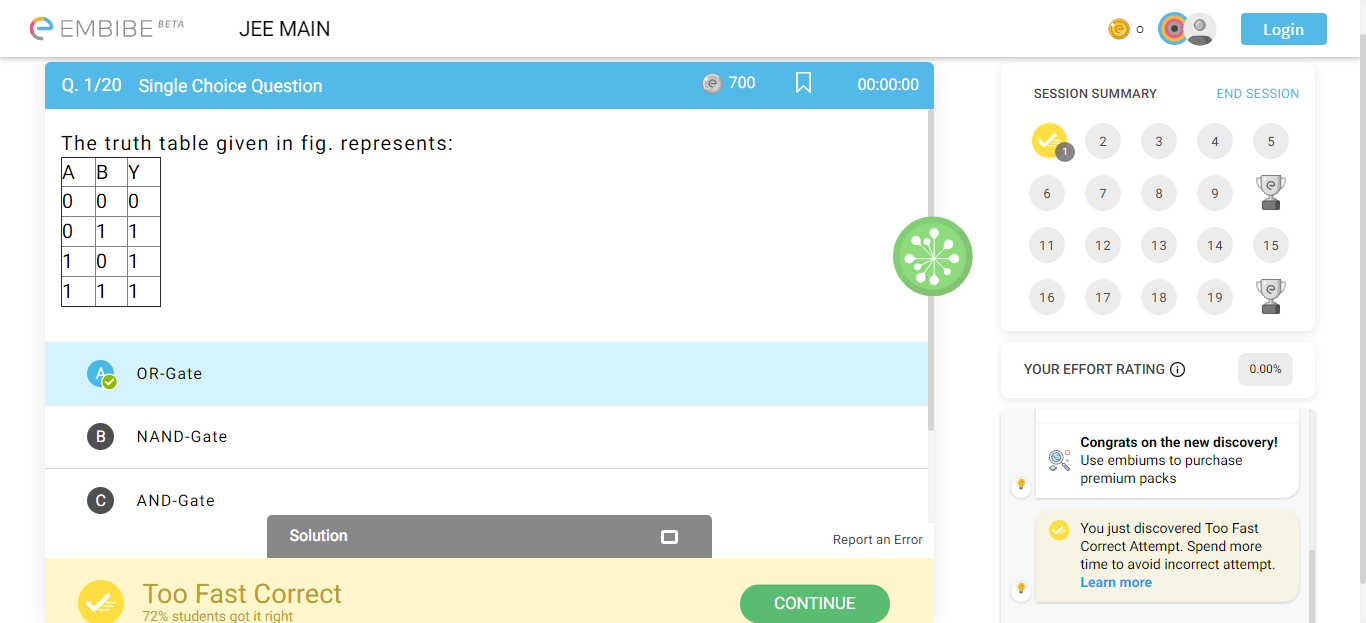 EMBIBE BETA
JEE MAIN
0
Login
Q. 1/20 Single Choice Question
700
00:00:00
The truth table given in fig. represents:
A B Y
0 0 0
0 1 1
1 0 1
1 1 1
A OR-Gate
B NAND-Gate
C AND-Gate
Solution
Report an Error
Too Fast Correct
72% students got it right
CONTINUE
SESSION SUMMARY
END SESSION
1 2 3 4 5
6 7 8 9
11 12 13 14 15
16 17 18 19
YOUR EFFORT RATING
0.00%
Congrats on the new discovery!
Use embiums to purchase
premium packs
You just discovered Too Fast
Correct Attempt. Spend more
time to avoid incorrect attempt.
Learn more